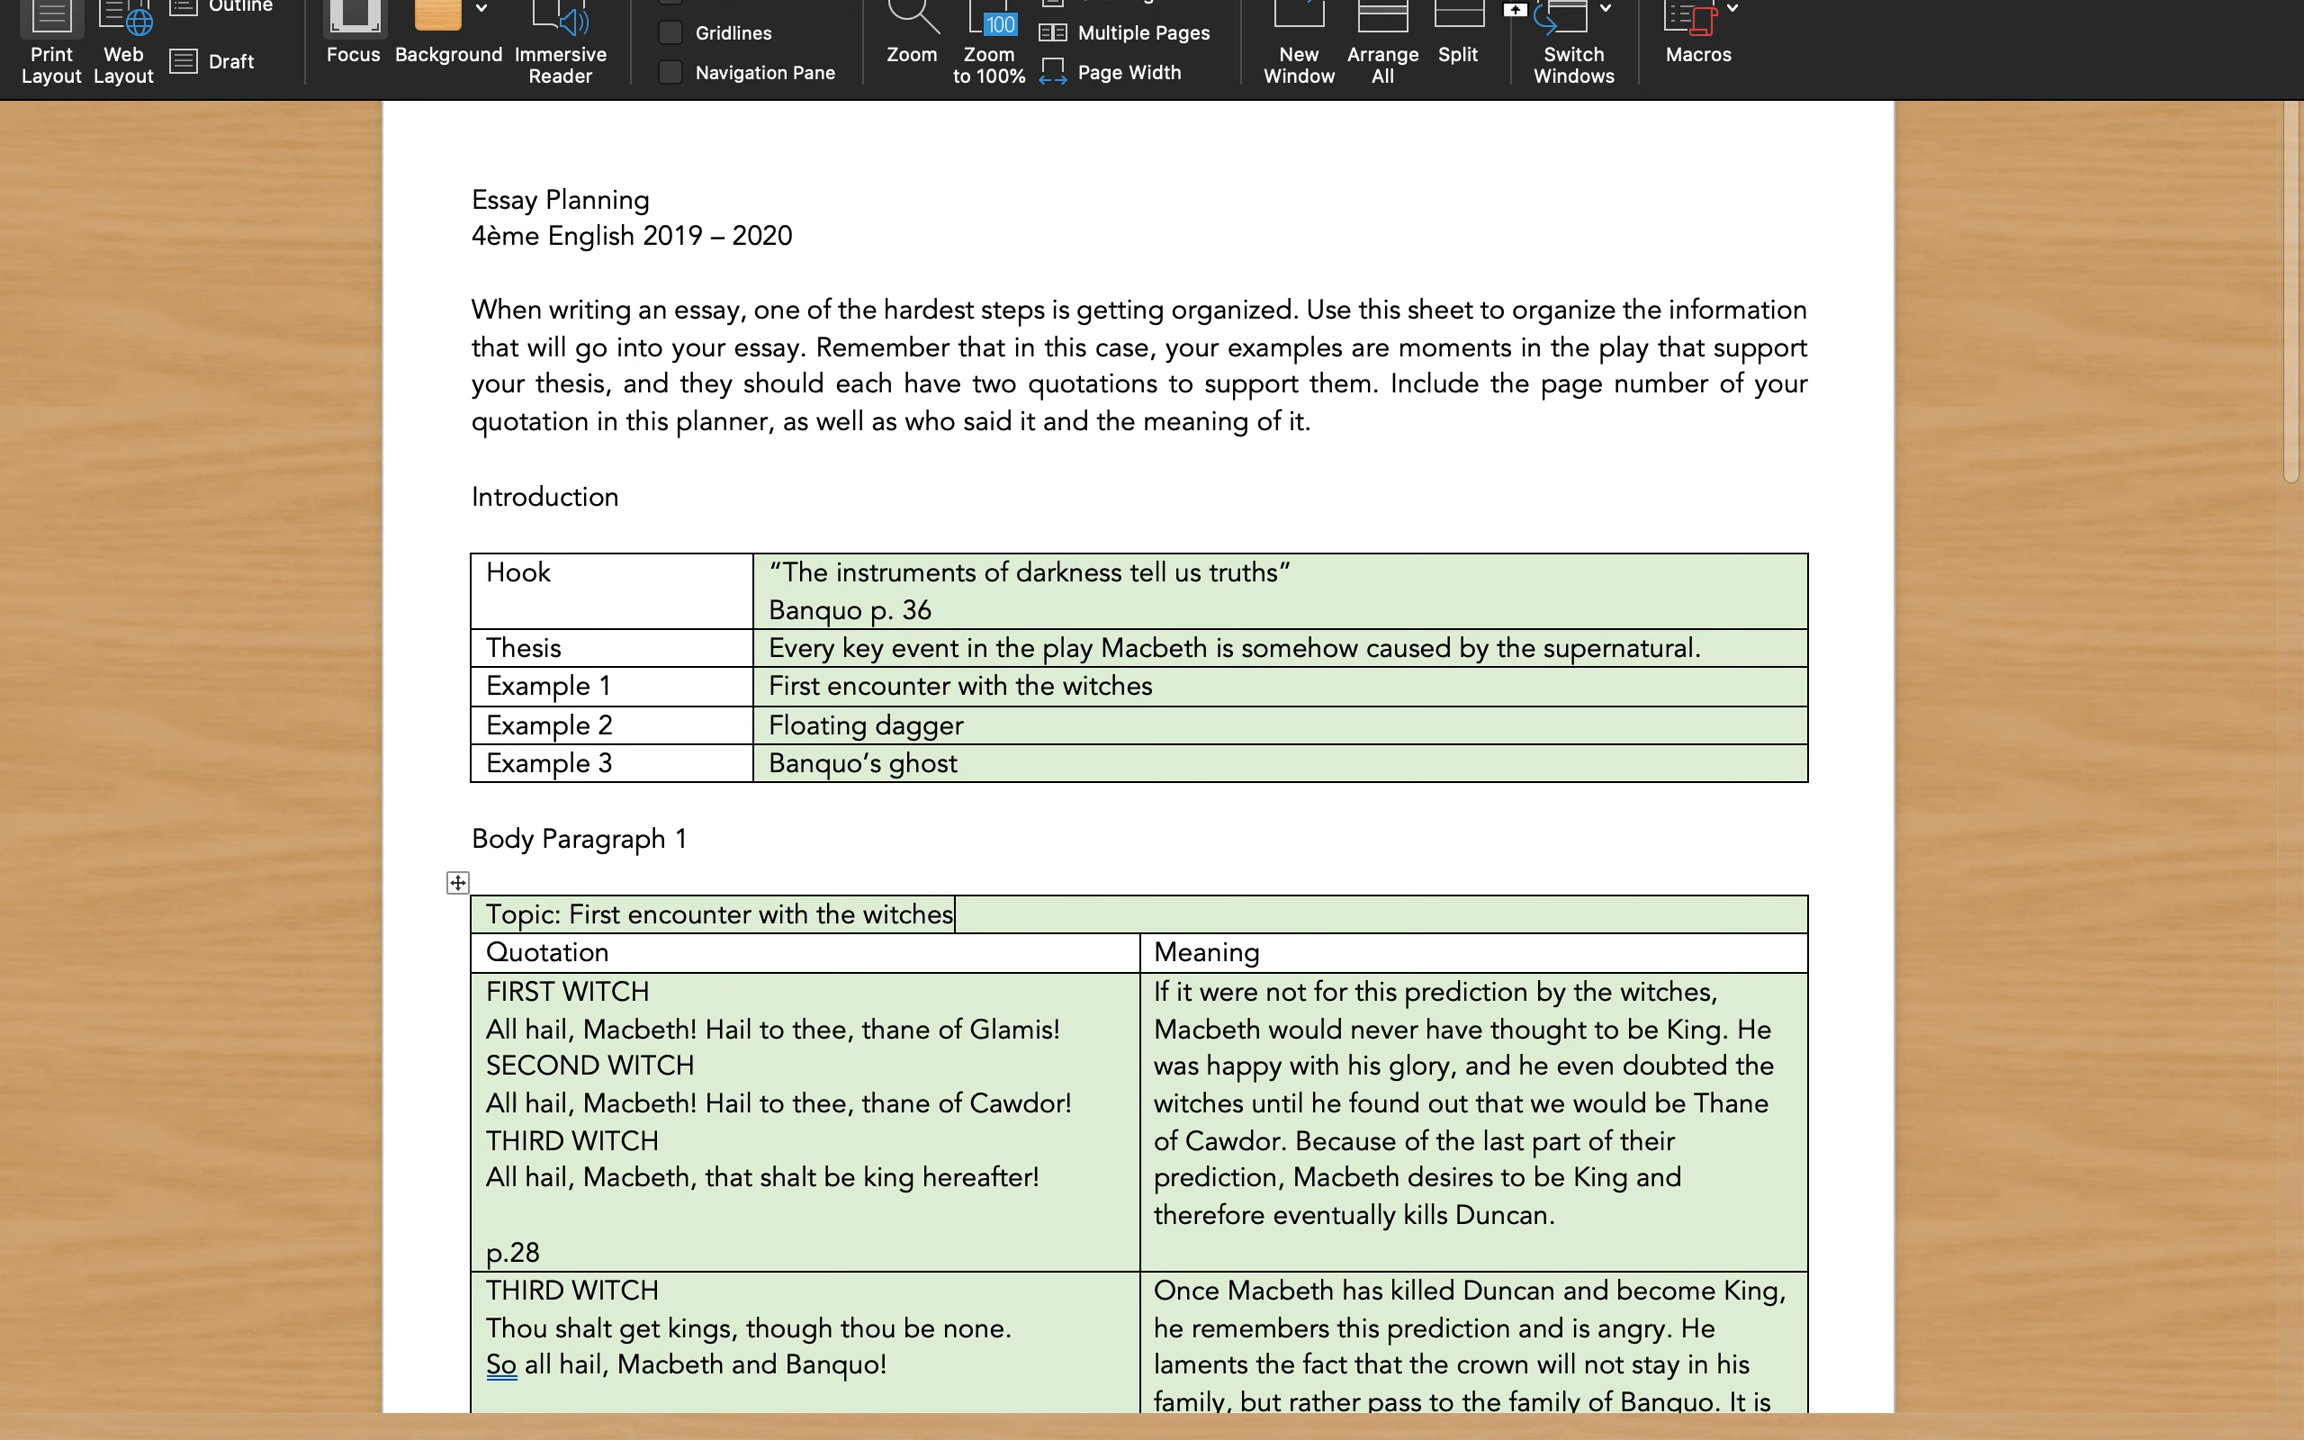 Outline
Print Layout
Web Layout
Draft
Focus
Background
Immersive Reader
Gridlines
Navigation Pane
Zoom
100
Zoom to 100%
Multiple Pages
Page Width
New Window
Arrange All
Split
Switch Windows
Macros
Essay Planning
4ème English 2019 – 2020
When writing an essay, one of the hardest steps is getting organized. Use this sheet to organize the information
that will go into your essay. Remember that in this case, your examples are moments in the play that support
your thesis, and they should each have two quotations to support them. Include the page number of your
quotation in this planner, as well as who said it and the meaning of it.
Introduction
Hook
“The instruments of darkness tell us truths”
Banquo p. 36
Thesis
Every key event in the play Macbeth is somehow caused by the supernatural.
Example 1
First encounter with the witches
Example 2
Floating dagger
Example 3
Banquo’s ghost
Body Paragraph 1
Topic: First encounter with the witches
Quotation
Meaning
FIRST WITCH
All hail, Macbeth! Hail to thee, thane of Glamis!
SECOND WITCH
All hail, Macbeth! Hail to thee, thane of Cawdor!
THIRD WITCH
All hail, Macbeth, that shalt be king hereafter!
p.28
If it were not for this prediction by the witches,
Macbeth would never have thought to be King. He
was happy with his glory, and he even doubted the
witches until he found out that we would be Thane
of Cawdor. Because of the last part of their
prediction, Macbeth desires to be King and
therefore eventually kills Duncan.
THIRD WITCH
Thou shalt get kings, though thou be none.
So all hail, Macbeth and Banquo!
Once Macbeth has killed Duncan and become King,
he remembers this prediction and is angry. He
laments the fact that the crown will not stay in his
family, but rather pass to the family of Banquo. It is